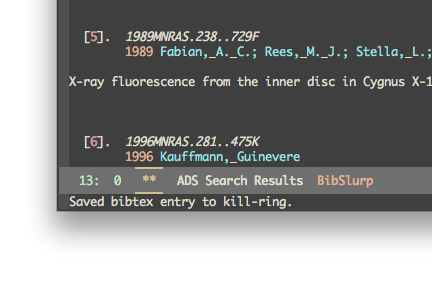 [5]. 1989MNRAS.238..729F
1989 Fabian,_A._C.; Rees,_M._J.; Stella,_L.;
X-ray fluorescence from the inner disc in Cygnus X-1
[6]. 1996MNRAS.281..475K
1996 Kauffmann,_Guinevere
13: 0 ** ADS Search Results BibSlurp
Saved bibtex entry to kill-ring.